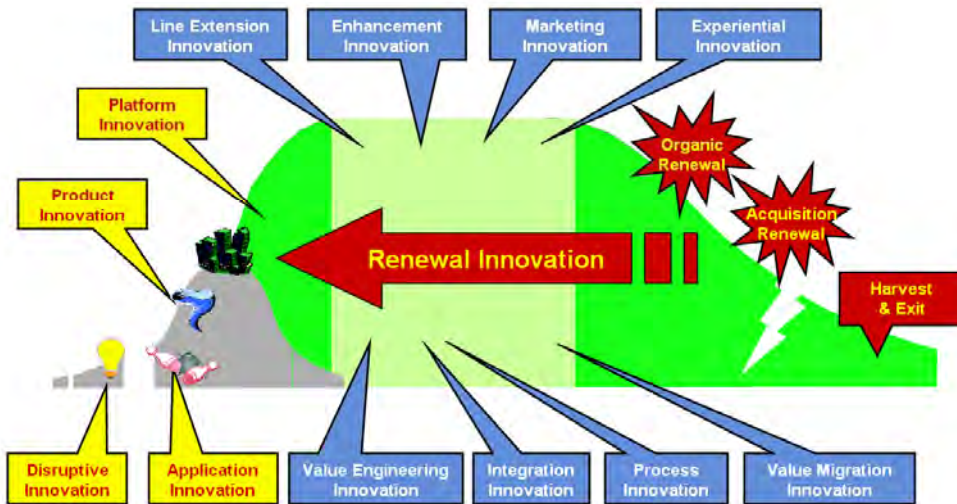 Line Extension
Innovation
Enhancement
Innovation
Marketing
Innovation
Experiential
Innovation
Platform
Innovation
Organic
Renewal
Product
Innovation
Acquisition
Renewal
Renewal Innovation
Harvest
& Exit
Disruptive
Innovation
Application
Innovation
Value Engineering
Innovation
Integration
Innovation
Process
Innovation
Value Migration
Innovation